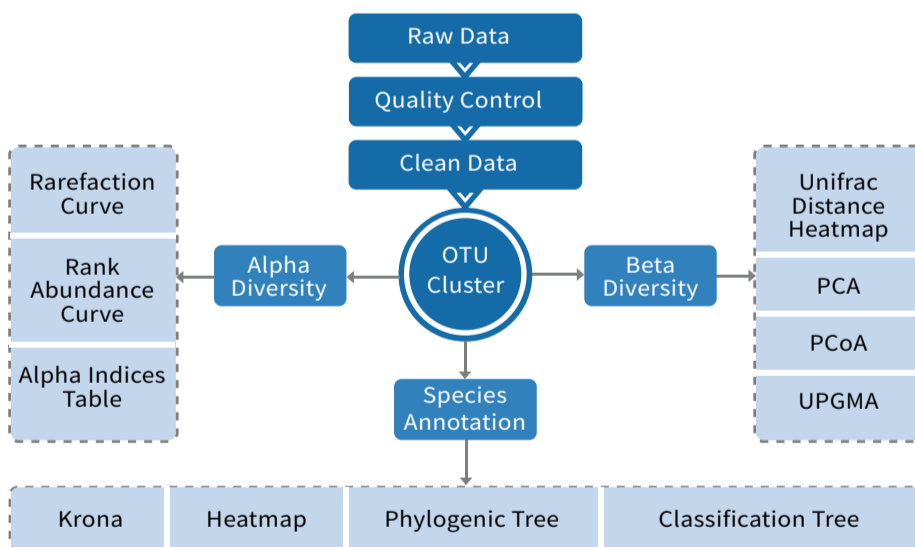 Raw Data
Quality Control
Clean Data
OTU
Cluster
Alpha
Diversity
Rarefaction
Curve
Rank
Abundance
Curve
Alpha Indices
Table
Beta
Diversity
Unifrac
Distance
Heatmap
PCA
PCoA
UPGMA
Species
Annotation
Krona
Heatmap
Phylogenic Tree
Classification Tree